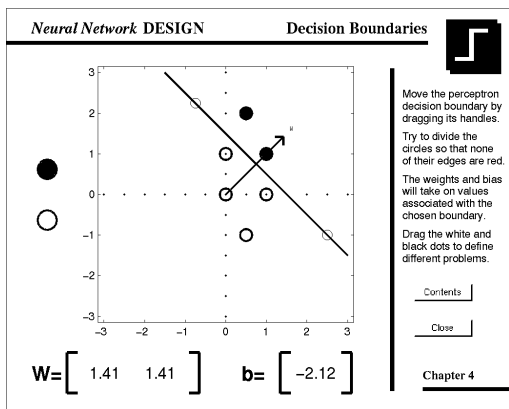 Neural Network DESIGN
Decision Boundaries
Move the perceptron
decision boundary by
dragging its handles.
Try to divide the
circles so that none
of their edges are red.
The weights and bias
will take on values
associated with the
chosen boundary.
Drag the white and
black dots to define
different problems.
Contents
Close
Chapter 4
3
2
1
0
−1
−2
−3
−3 −2 −1 0 1 2 3
W
W= 1.41 1.41
b= −2.12